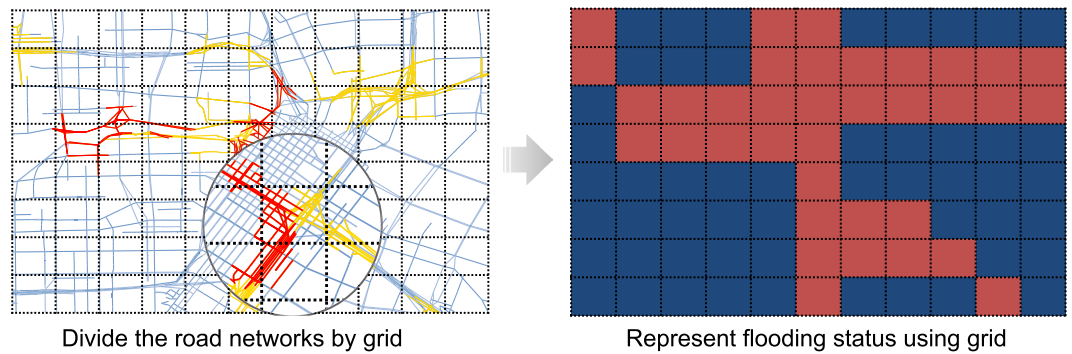 Divide the road networks by grid
Represent flooding status using grid